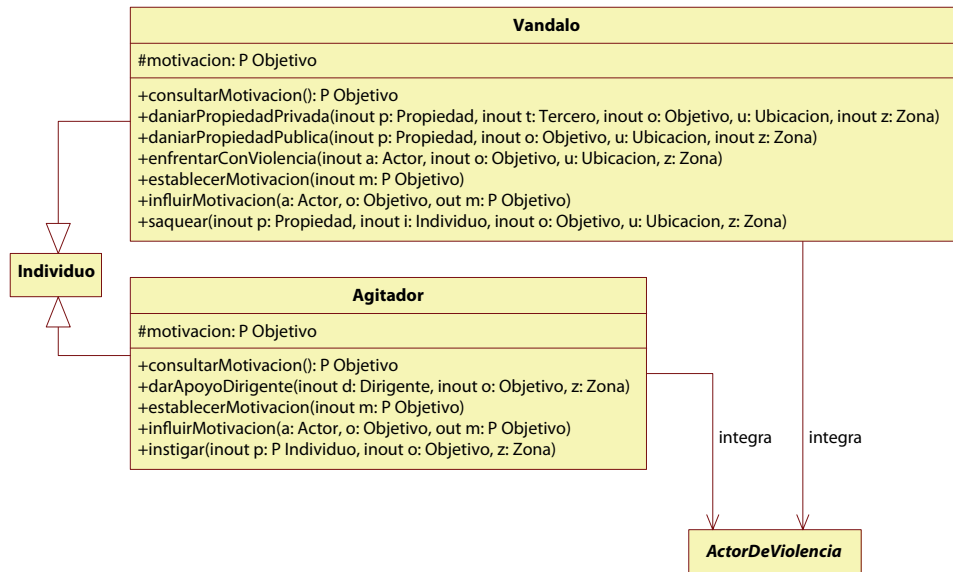 Vandalo
#motivacion: P Objetivo
+consultarMotivacion(): P Objetivo
+daniarPropiedadPrivada(inout p: Propiedad, inout t: Tercero, inout o: Objetivo, u: Ubicacion, inout z: Zona)
+daniarPropiedadPublica(inout p: Propiedad, inout o: Objetivo, u: Ubicacion, inout z: Zona)
+enfrentarConViolencia(inout a: Actor, inout o: Objetivo, u: Ubicacion, z: Zona)
+establecerMotivacion(inout m: P Objetivo)
+influirMotivacion(a: Actor, o: Objetivo, out m: P Objetivo)
+saquear(inout p: Propiedad, inout i: Individuo, inout o: Objetivo, u: Ubicacion, z: Zona)
Individuo
Agitador
#motivacion: P Objetivo
+consultarMotivacion(): P Objetivo
+darApoyoDirigente(inout d: Dirigente, inout o: Objetivo, z: Zona)
+establecerMotivacion(inout m: P Objetivo)
+influirMotivacion(a: Actor, o: Objetivo, out m: P Objetivo)
+instigar(inout p: P Individuo, inout o: Objetivo, z: Zona)
integra
integra
ActorDeViolencia